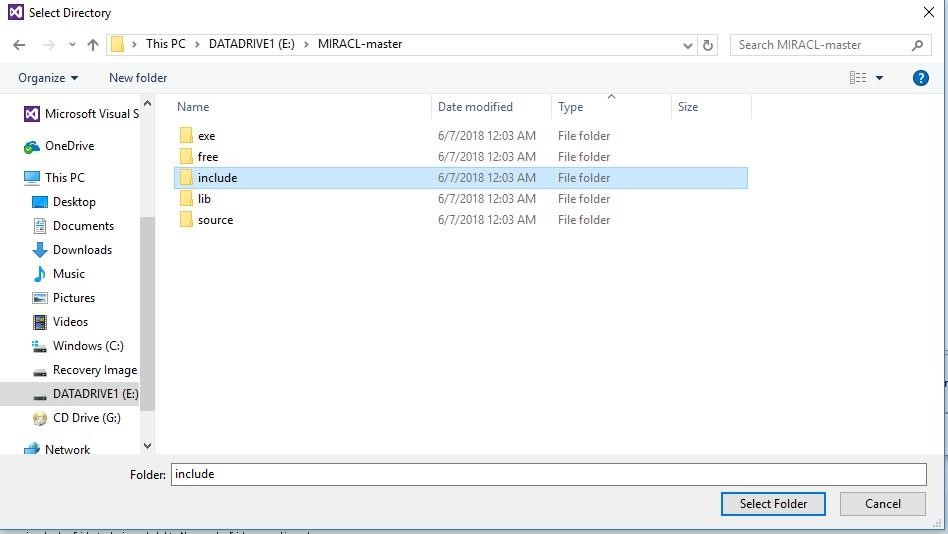 Select Directory
This PC DATADRIVE1 (E:) MIRACL-master Search MIRACL-master
Organize New folder
Name Date modified Type Size
Microsoft Visual S
OneDrive
This PC
Desktop
Documents
Downloads
Music
Pictures
Videos
Windows (C:)
Recovery Image
DATADRIVE1 (E:)
CD Drive (G:)
Network
exe 6/7/2018 12:03 AM File folder
free 6/7/2018 12:03 AM File folder
include 6/7/2018 12:03 AM File folder
lib 6/7/2018 12:03 AM File folder
source 6/7/2018 12:03 AM File folder
Folder: include
Select Folder Cancel